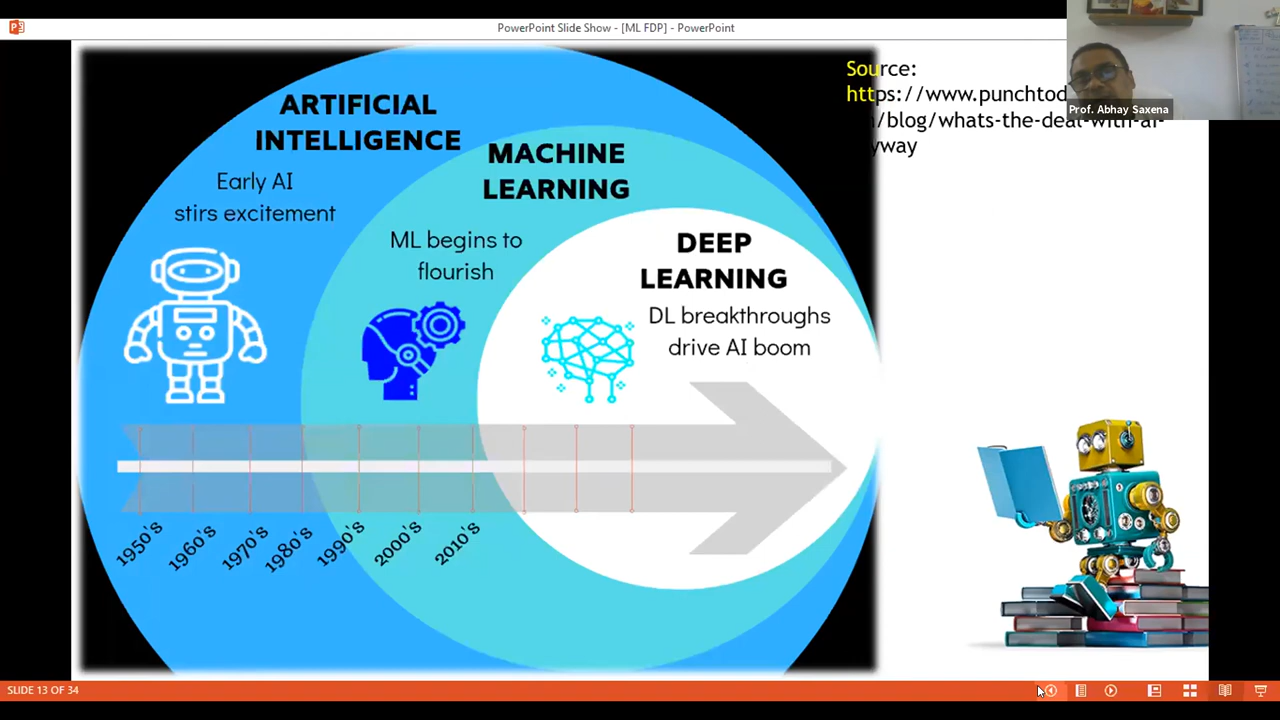 PowerPoint Slide Show - [ML FDP] - PowerPoint
ARTIFICIAL
INTELLIGENCE
Early AI
stirs excitement
MACHINE
LEARNING
ML begins to
flourish
DEEP
LEARNING
DL breakthroughs
drive AI boom
1950's
1960's
1970's
1980's
1990's
2000's
2010's
Source:
https://www.punchtod
/blog/whats-the-deal-with-ai-
yway
Prof. Abhay Saxena
SLIDE 13 OF 34